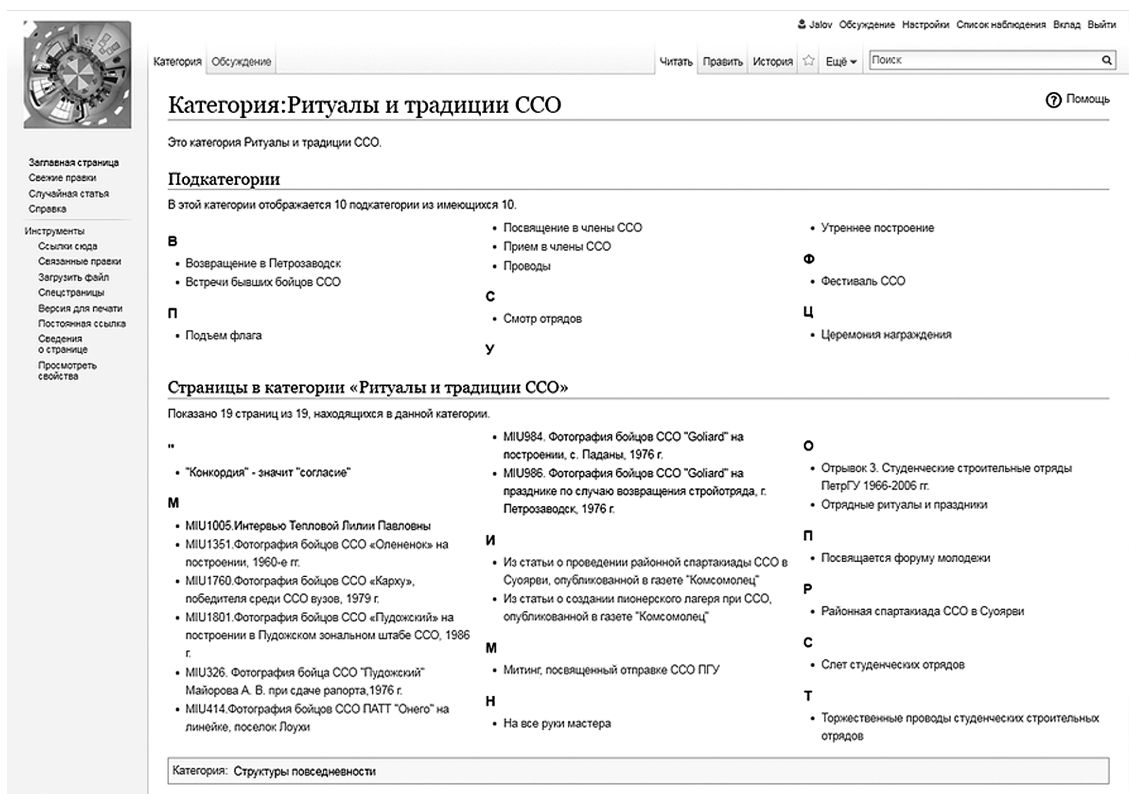 Jalov Обсуждение Настройки Список наблюдения Вклад Выйти
Категория Обсуждение
Читать Править История Ещё Поиск
Категория:Ритуалы и традиции ССО
Помощь
Это категория Ритуалы и традиции ССО.
Заглавная страница
Свежие правки
Случайная статья
Справка
Инструменты
Ссылки сюда
Связанные правки
Загрузить файл
Спецстраницы
Версия для печати
Постоянная ссылка
Сведения
о странице
Просмотреть
свойства
Подкатегории
В этой категории отображается 10 подкатегории из имеющихся 10.
В
• Возвращение в Петрозаводск
• Встречи бывших бойцов ССО
П
• Подъем флага
• Посвящение в члены ССО
• Прием в члены ССО
• Проводы
С
• Смотр отрядов
У
• Утреннее построение
Ф
• Фестиваль ССО
Ц
• Церемония награждения
Страницы в категории «Ритуалы и традиции ССО»
Показано 19 страниц из 19, находящихся в данной категории.
"
• "Конкордия" - значит "согласие"
М
• MIU1005.Интервью Тепловой Лилии Павловны
• MIU1351.Фотография бойцов ССО «Олененок» на
построении, 1960-е гг.
• MIU1760.Фотография бойцов ССО «Карху»,
победителя среди ССО вузов, 1979 г.
• MIU1801.Фотография бойцов ССО «Пудожский» на
построении в Пудожском зональном штабе ССО, 1986
г.
• MIU326. Фотография бойца ССО "Пудожский"
Майорова А. В. при сдаче рапорта,1976 г.
• MIU414.Фотография бойцов ССО ПАТТ "Онего" на
линейке, поселок Лоухи
• MIU984. Фотография бойцов ССО "Goliard" на
построении, с. Паданы, 1976 г.
• MIU986. Фотография бойцов ССО "Goliard" на
празднике по случаю возвращения стройотряда, г.
Петрозаводск, 1976 г.
И
• Из статьи о проведении районной спартакиады ССО в
Суоярви, опубликованной в газете "Комсомолец"
• Из статьи о создании пионерского лагеря при ССО,
опубликованной в газете "Комсомолец"
М
• Митинг, посвященный отправке ССО ПГУ
Н
• На все руки мастера
О
• Отрывок 3. Студенческие строительные отряды
ПетрГУ 1966-2006 гг.
• Отрядные ритуалы и праздники
П
• Посвящается форуму молодежи
Р
• Районная спартакиада ССО в Суоярви
С
• Слет студенческих отрядов
Т
• Торжественные проводы студенческих строительных
отрядов
Категория: Структуры повседневности